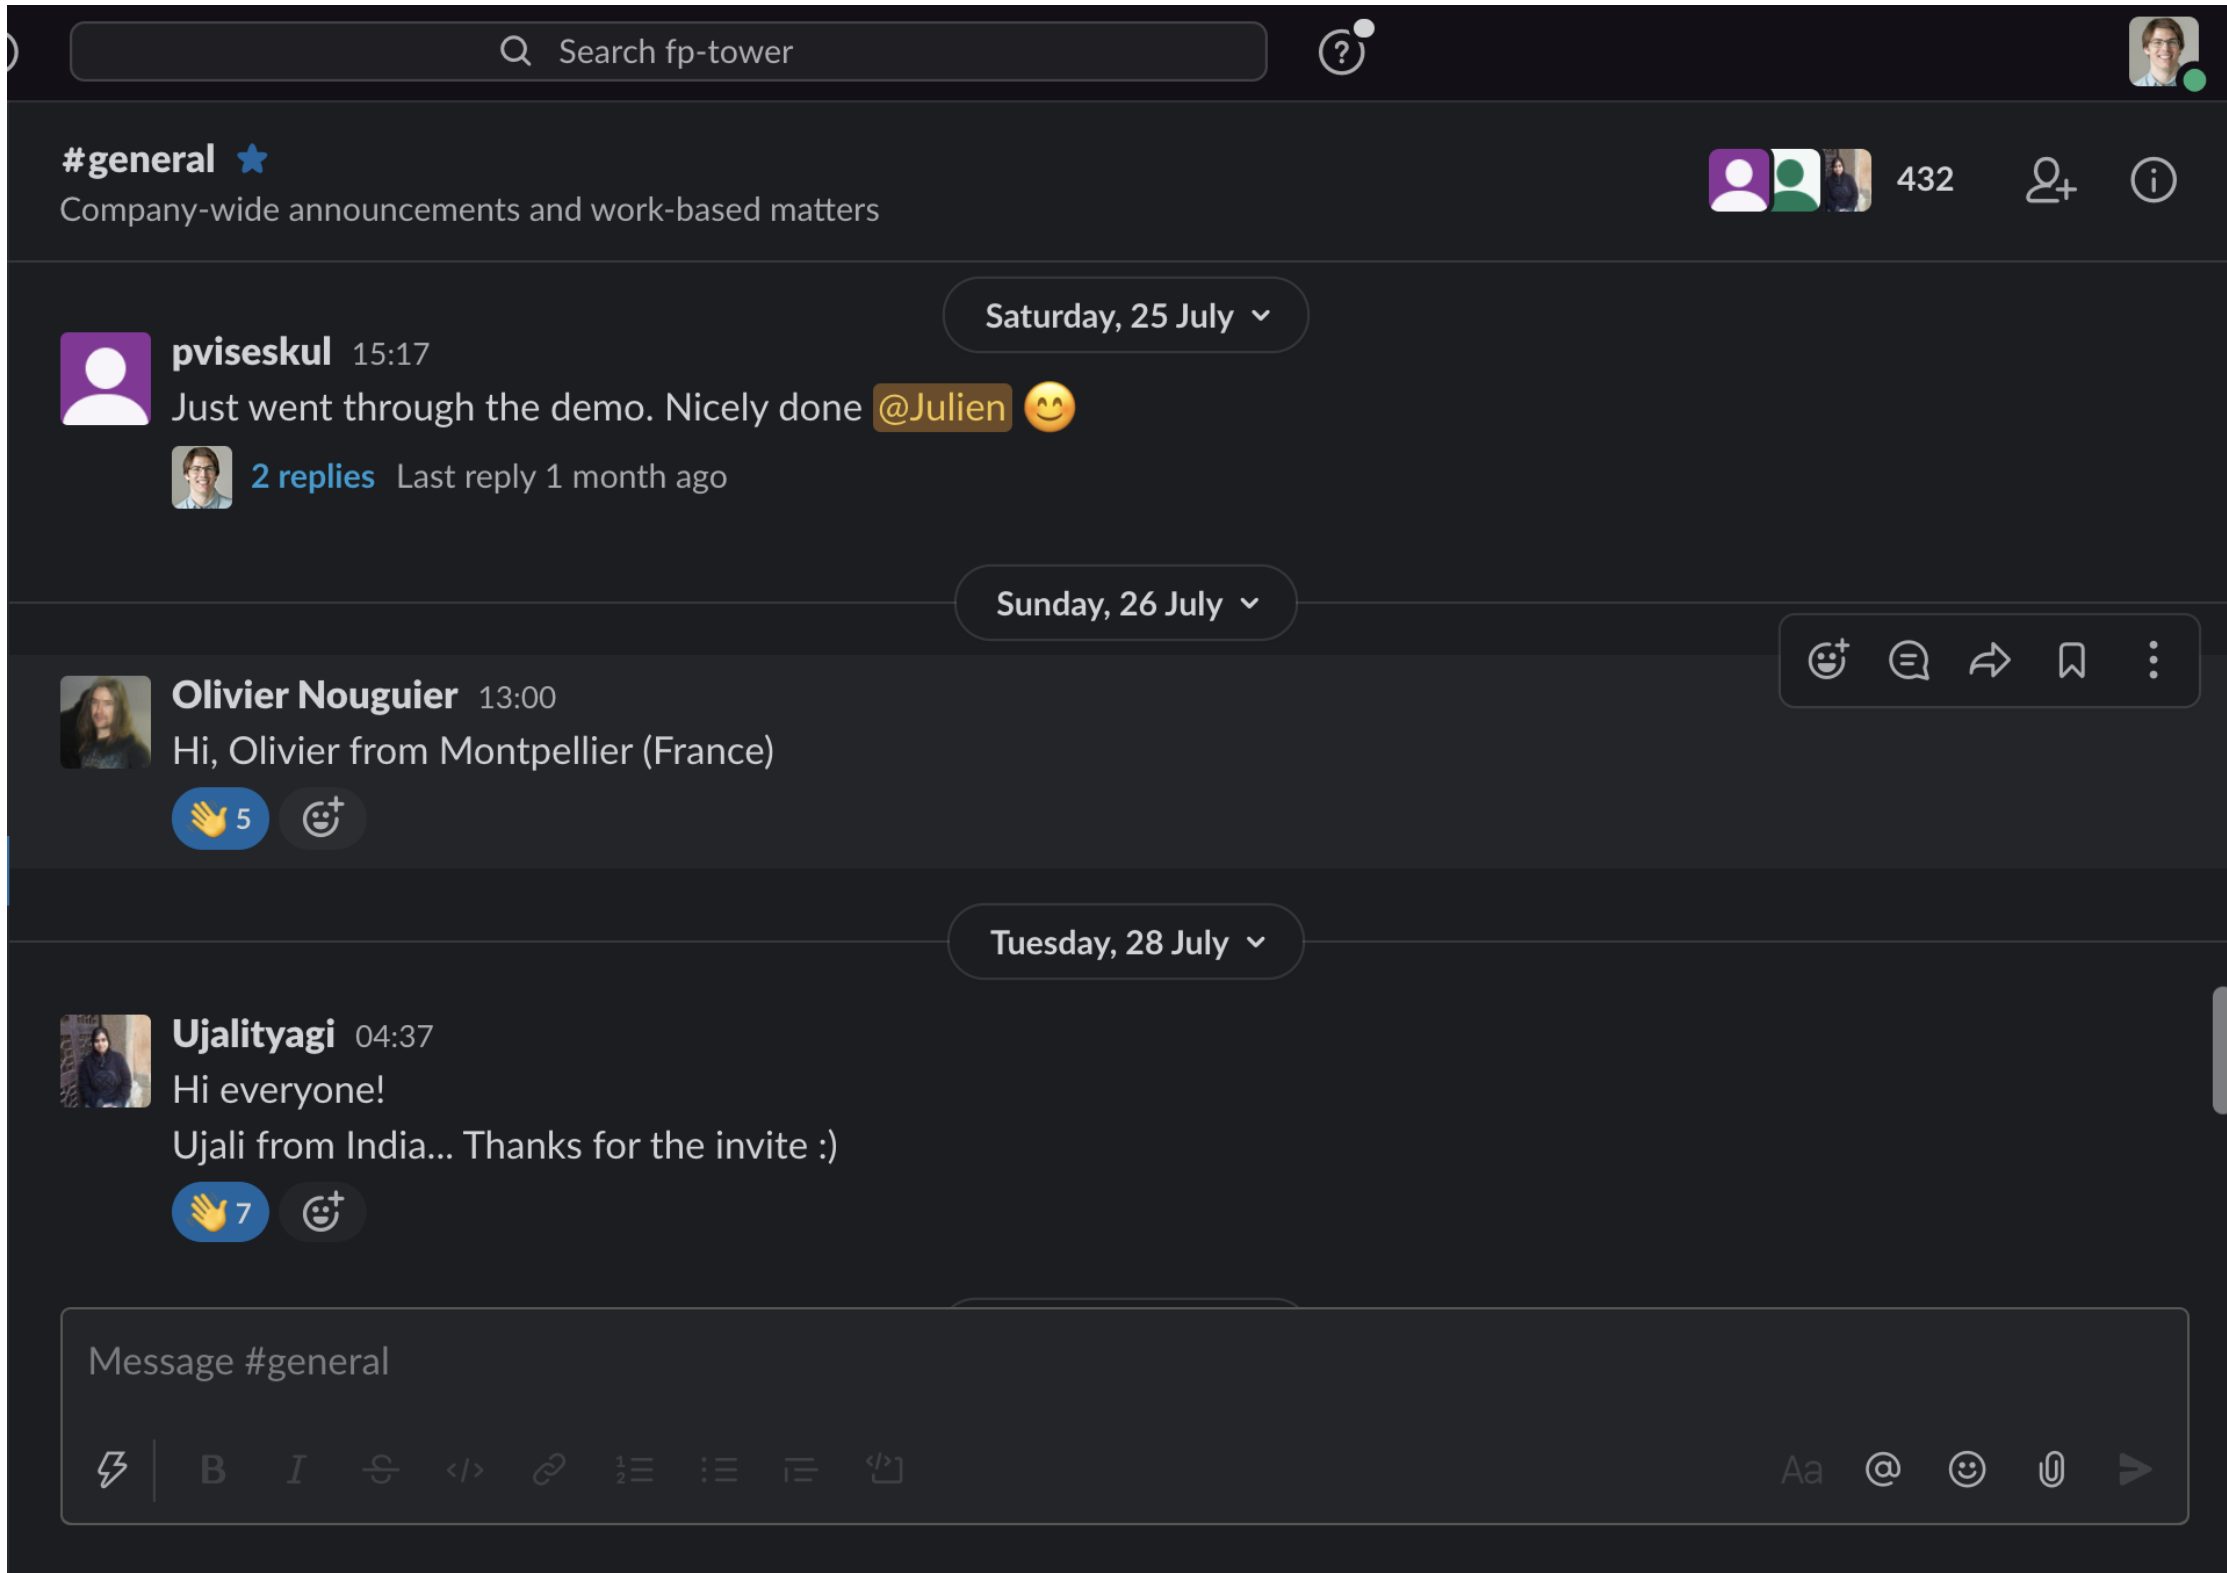 Search fp-tower
#general
Company-wide announcements and work-based matters
432
Saturday, 25 July
pviseskul 15:17
Just went through the demo. Nicely done @Julien 😊
2 replies Last reply 1 month ago
Sunday, 26 July
Olivier Nouguier 13:00
Hi, Olivier from Montpellier (France)
👋 5
Tuesday, 28 July
Ujalityagi 04:37
Hi everyone!
Ujali from India... Thanks for the invite :)
👋 7
Message #general
B I S </> Aa @